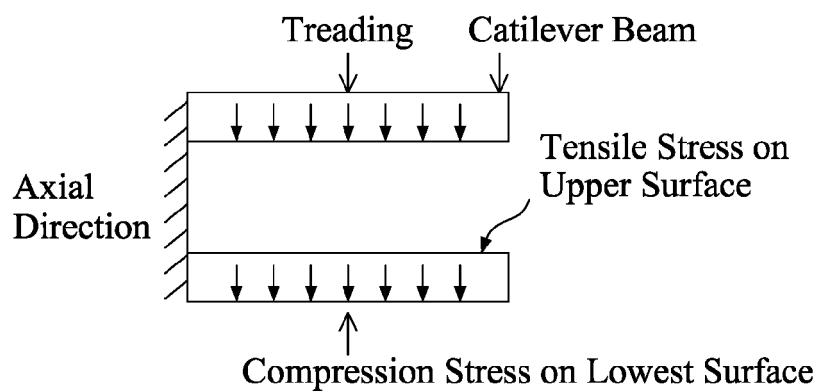 Treading
Catilever Beam
Tensile Stress on
Upper Surface
Axial
Direction
Compression Stress on Lowest Surface